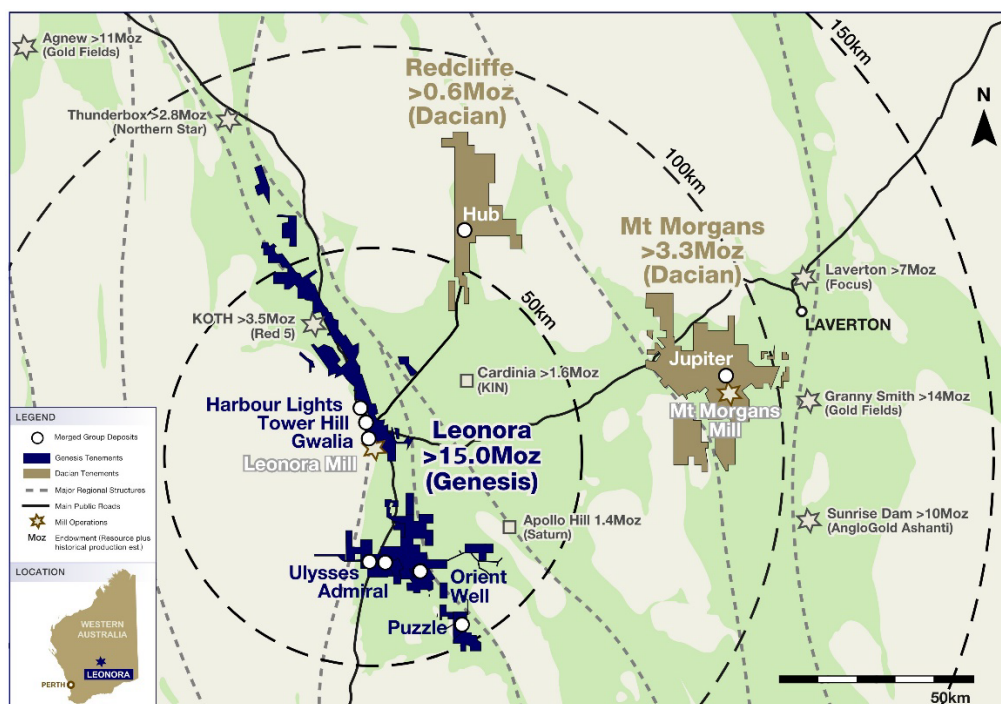 Agnew >11Moz
(Gold Fields)
150km
Redcliffe
>0.6Moz
(Dacian)
N
Thunderbox >2.8Moz
(Northern Star)
100km
Hub
Mt Morgans
>3.3Moz
(Dacian)
Laverton >7Moz
(Focus)
LAVERTON
50km
KOTH >3.5Moz
(Red 5)
Jupiter
Cardinia >1.6Moz
(KIN)
Mt Morgans
Mill
Granny Smith >14Moz
(Gold Fields)
Harbour Lights
Tower Hill
Gwalia
Leonora Mill
Leonora
>15.0Moz
(Genesis)
Apollo Hill 1.4Moz
(Saturn)
Sunrise Dam >10Moz
(AngloGold Ashanti)
Ulysses
Admiral
Orient
Well
Puzzle
50km
LEGEND
Merged Group Deposits
Genesis Tenements
Dacian Tenements
Major Regional Structures
Main Public Roads
Mill Operations
Moz Endowment (Resource plus
historical production est.)
LOCATION
WESTERN
AUSTRALIA
LEONORA
PERTH